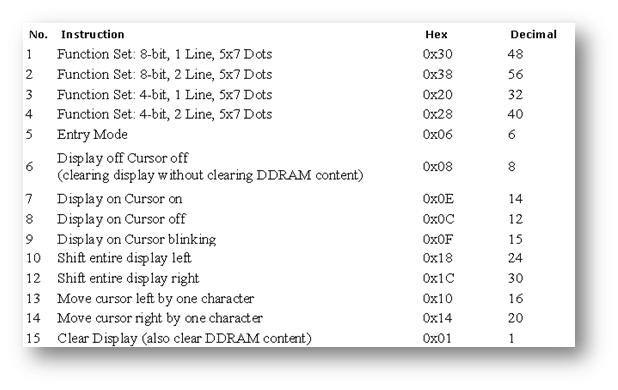 No. Instruction Hex Decimal
1 Function Set: 8-bit, 1 Line, 5x7 Dots 0x30 48
2 Function Set: 8-bit, 2 Line, 5x7 Dots 0x38 56
3 Function Set: 4-bit, 1 Line, 5x7 Dots 0x20 32
4 Function Set: 4-bit, 2 Line, 5x7 Dots 0x28 40
5 Entry Mode 0x06 6
6 Display off Cursor off
(clearing display without clearing DDRAM content) 0x08 8
7 Display on Cursor on 0x0E 14
8 Display on Cursor off 0x0C 12
9 Display on Cursor blinking 0x0F 15
10 Shift entire display left 0x18 24
12 Shift entire display right 0x1C 30
13 Move cursor left by one character 0x10 16
14 Move cursor right by one character 0x14 20
15 Clear Display (also clear DDRAM content) 0x01 1